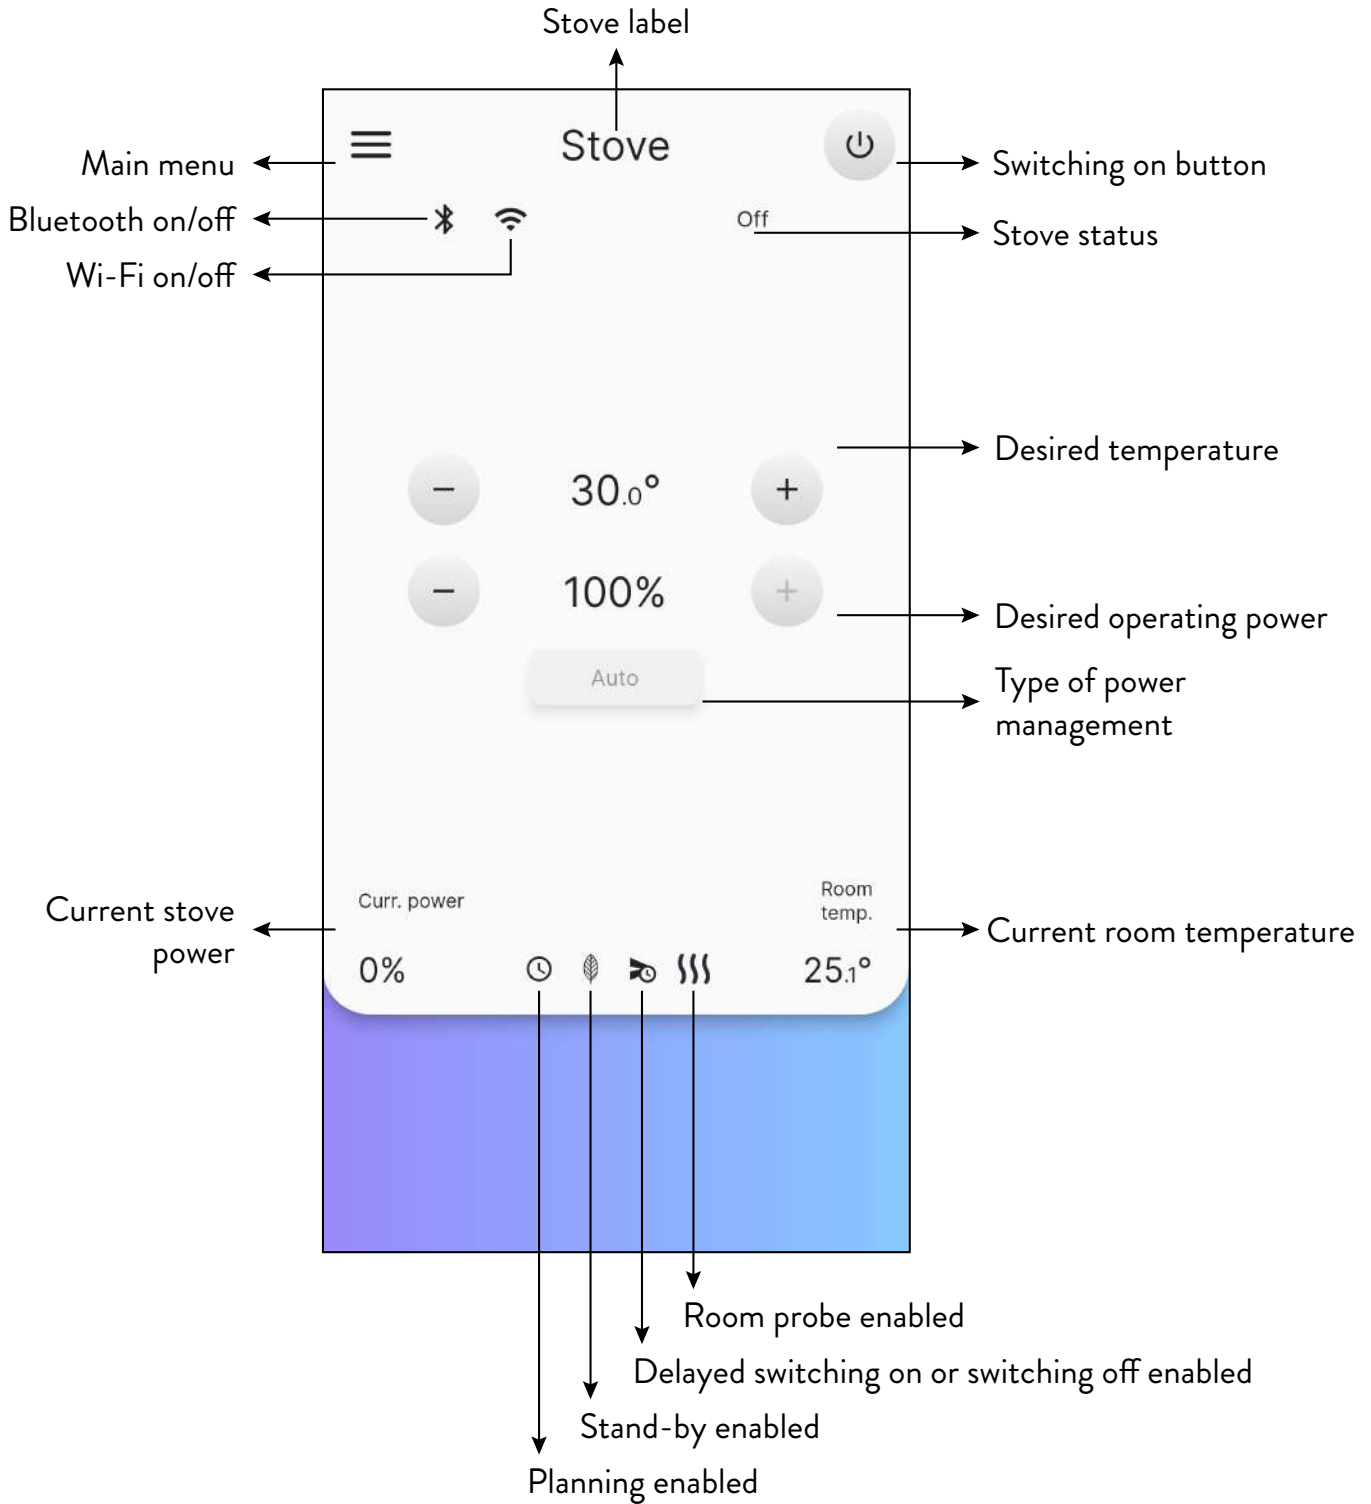 Stove label
Stove
Main menu
Switching on button
Bluetooth on/off
Off
Stove status
Wi-Fi on/off
Desired temperature
− 30.0° +
− 100% +
Desired operating power
Auto
Type of power
management
Curr. power
Room
temp.
Current stove
power
Current room temperature
0%
25.1°
Room probe enabled
Delayed switching on or switching off enabled
Stand-by enabled
Planning enabled